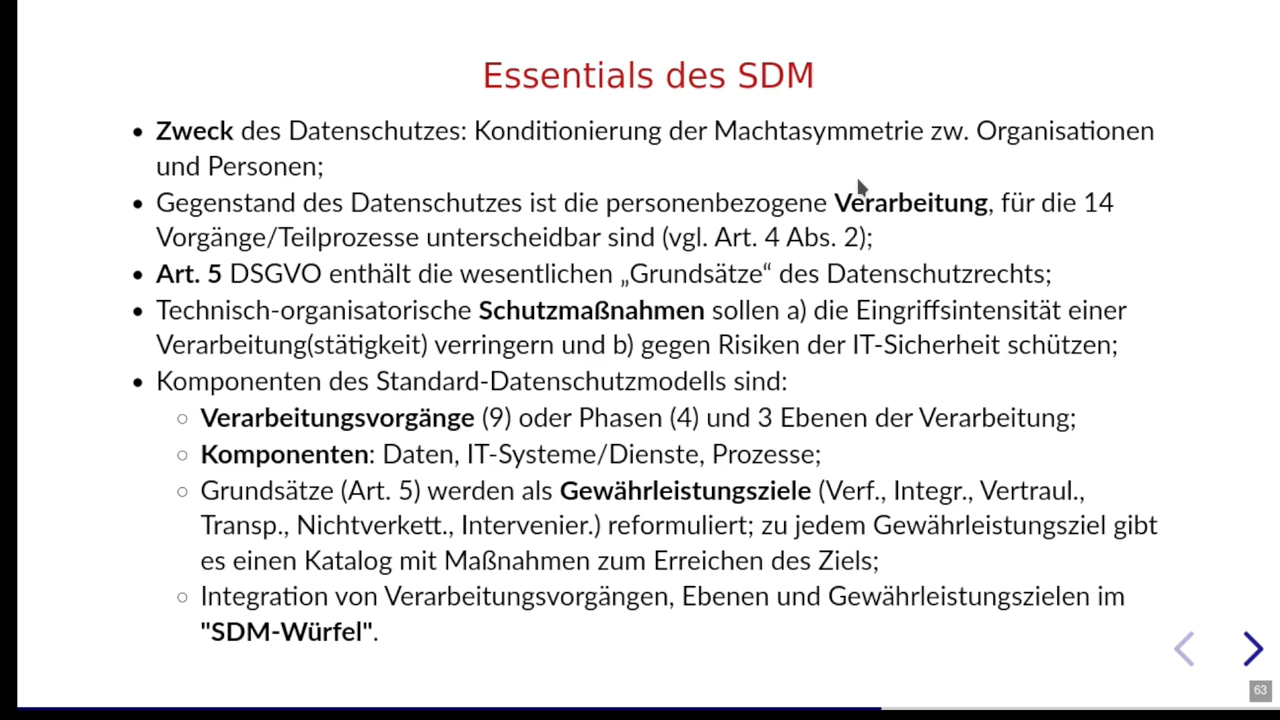 Essentials des SDM
• Zweck des Datenschutzes: Konditionierung der Machtasymmetrie zw. Organisationen
und Personen;
• Gegenstand des Datenschutzes ist die personenbezogene Verarbeitung, für die 14
Vorgänge/Teilprozesse unterscheidbar sind (vgl. Art. 4 Abs. 2);
• Art. 5 DSGVO enthält die wesentlichen „Grundsätze“ des Datenschutzrechts;
• Technisch-organisatorische Schutzmaßnahmen sollen a) die Eingriffsintensität einer
Verarbeitung(stätigkeit) verringern und b) gegen Risiken der IT-Sicherheit schützen;
• Komponenten des Standard-Datenschutzmodells sind:
○ Verarbeitungsvorgänge (9) oder Phasen (4) und 3 Ebenen der Verarbeitung;
○ Komponenten: Daten, IT-Systeme/Dienste, Prozesse;
○ Grundsätze (Art. 5) werden als Gewährleistungsziele (Verf., Integr., Vertraul.,
Transp., Nichtverkett., Intervenier.) reformuliert; zu jedem Gewährleistungsziel gibt
es einen Katalog mit Maßnahmen zum Erreichen des Ziels;
○ Integration von Verarbeitungsvorgängen, Ebenen und Gewährleistungszielen im
"SDM-Würfel".
63